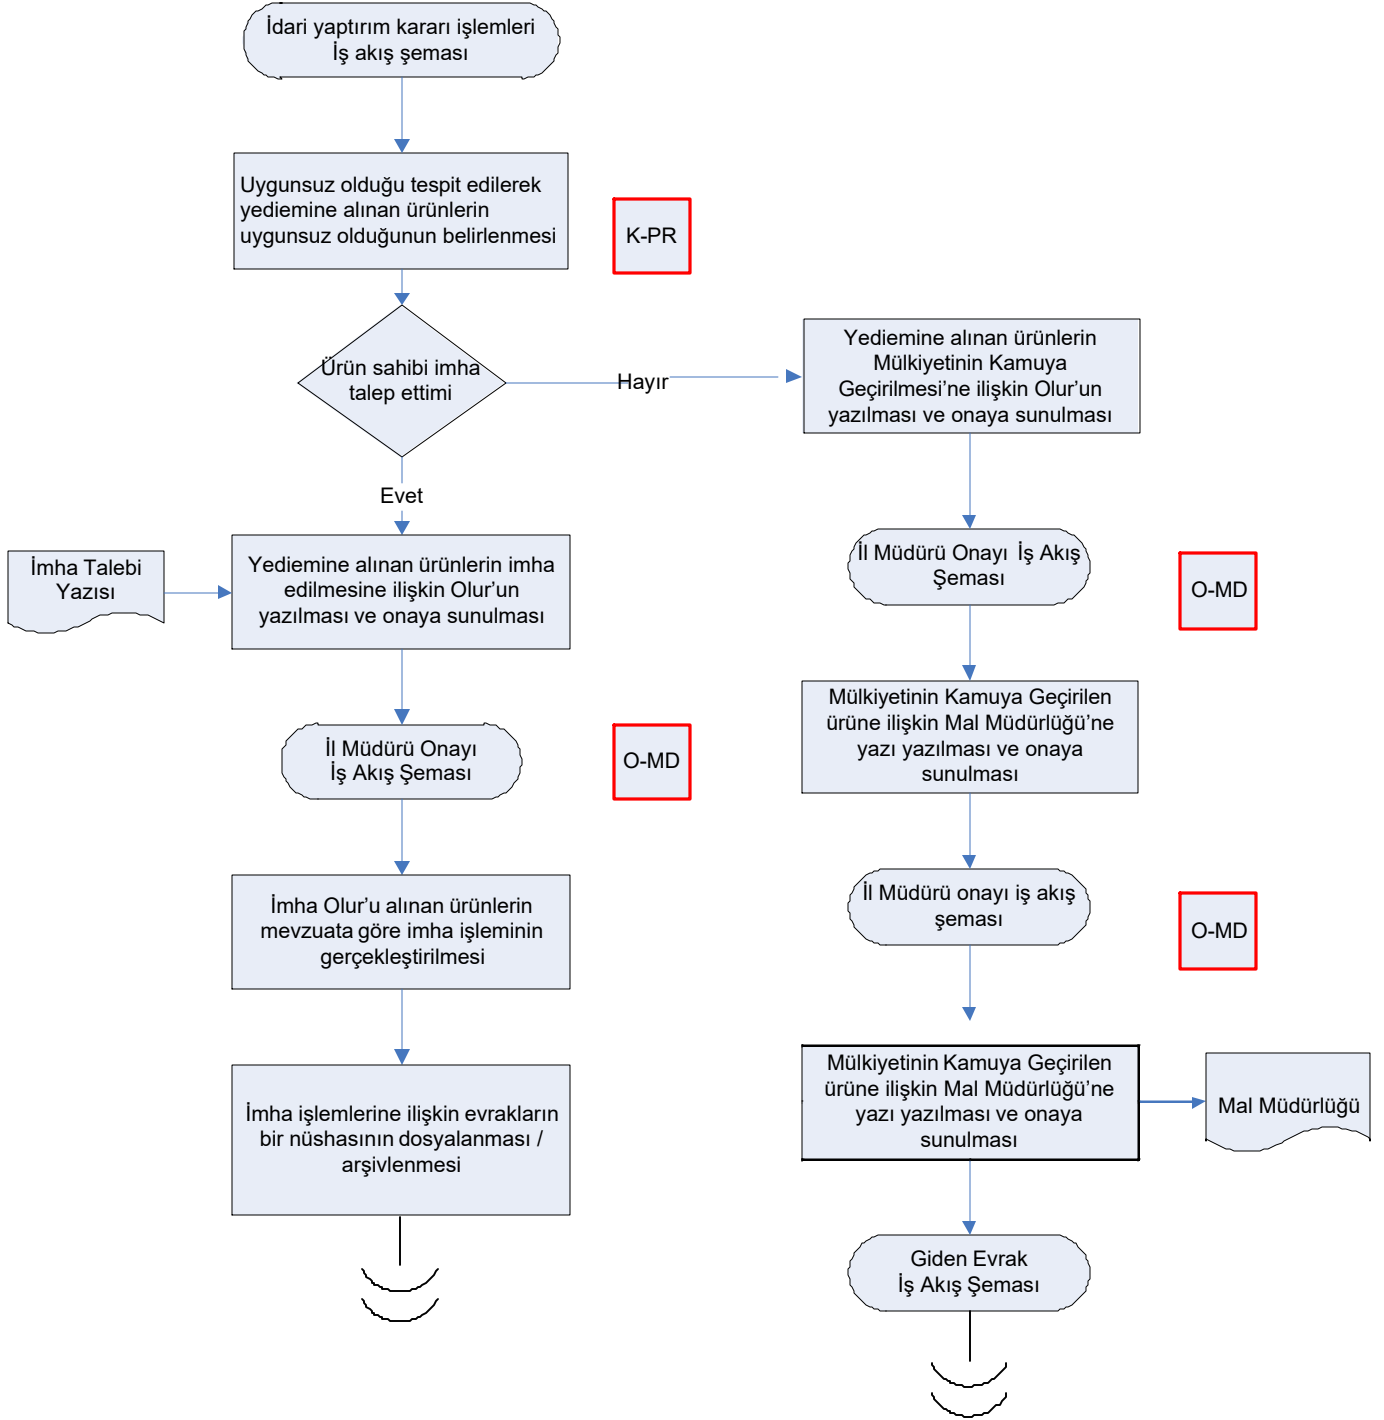 İdari yaptırım kararı işlemleri
İş akış şeması
Uygunsuz olduğu tespit edilerek
yediemine alınan ürünlerin
uygunsuz olduğunun belirlenmesi
K-PR
Ürün sahibi imha
talep ettimi
Hayır
Yediemine alınan ürünlerin
Mülkiyetinin Kamuya
Geçirilmesi’ne ilişkin Olur’un
yazılması ve onaya sunulması
Evet
İmha Talebi
Yazısı
Yediemine alınan ürünlerin imha
edilmesine ilişkin Olur’un
yazılması ve onaya sunulması
İl Müdürü Onayı İş Akış
Şeması
O-MD
Mülkiyetinin Kamuya Geçirilen
ürüne ilişkin Mal Müdürlüğü’ne
yazı yazılması ve onaya
sunulması
İl Müdürü Onayı
İş Akış Şeması
O-MD
İmha Olur’u alınan ürünlerin
mevzuata göre imha işleminin
gerçekleştirilmesi
İl Müdürü onayı iş akış
şeması
O-MD
İmha işlemlerine ilişkin evrakların
bir nüshasının dosyalanması /
arşivlenmesi
Mülkiyetinin Kamuya Geçirilen
ürüne ilişkin Mal Müdürlüğü’ne
yazı yazılması ve onaya
sunulması
Mal Müdürlüğü
Giden Evrak
İş Akış Şeması